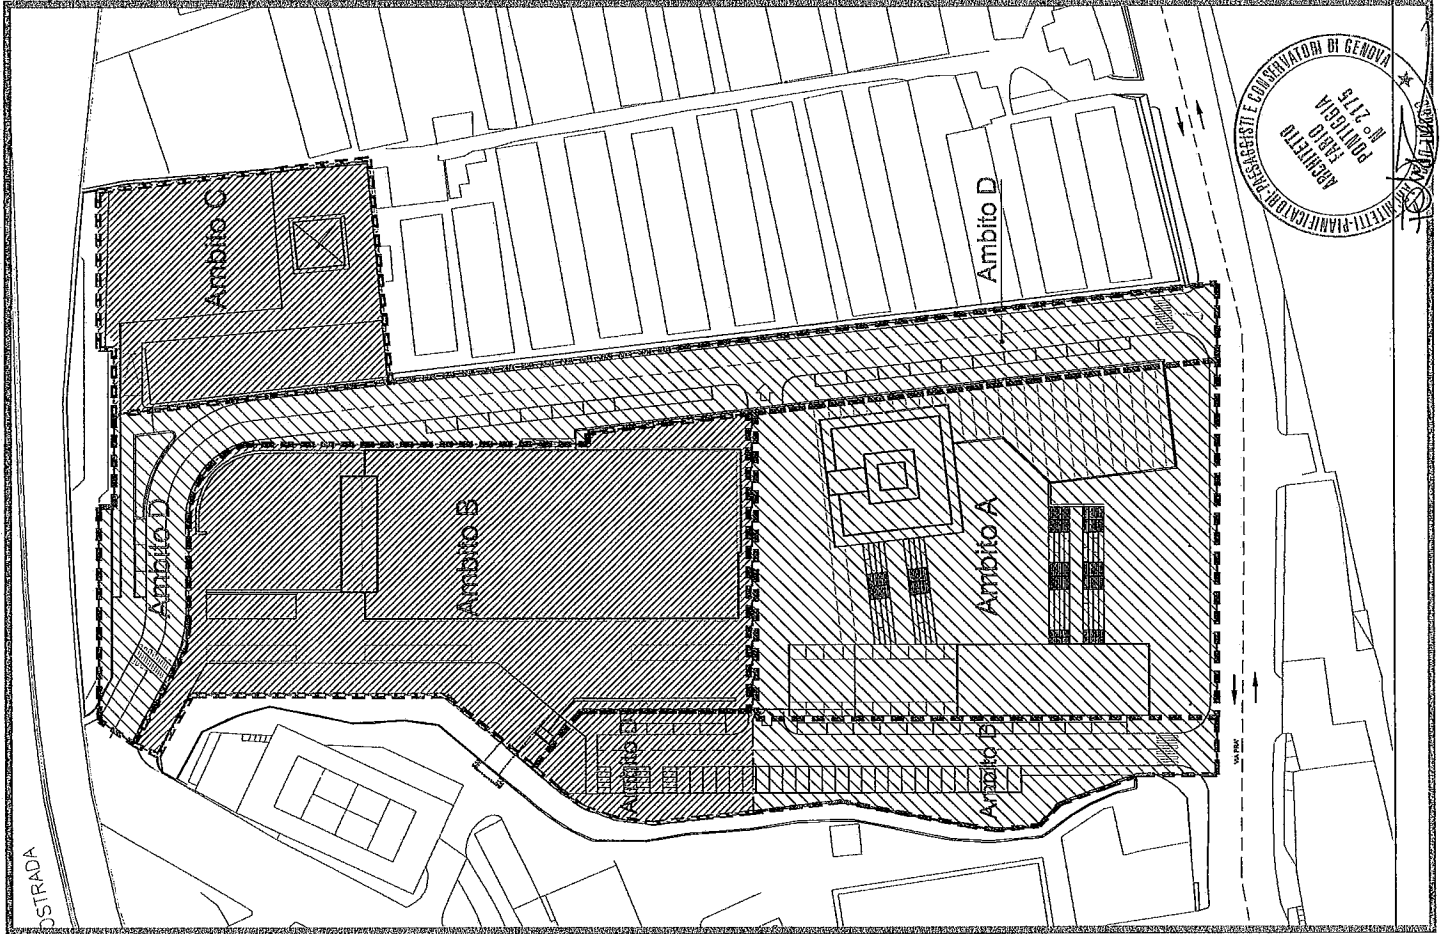 Ambito C
Ambito D
Ambito D
Ambito B
Ambito A
Ambito D
Ambito D
OSTRADA
VIA PRA'
ARCHITETTI-PIANIFICATORI-PAESAGGISTI E CONSERVATORI DI GENOVA
ARCHITETTO
FABIO
PONTIGGIA
N° 2175